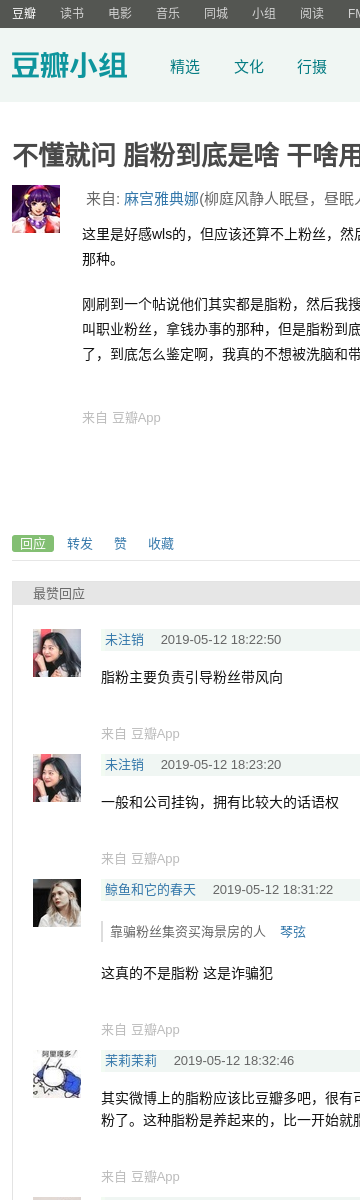 豆瓣 读书 电影 音乐 同城 小组 阅读 FM
豆瓣小组 精选 文化 行摄
不懂就问 脂粉到底是啥 干啥用
来自: 麻宫雅典娜(柳庭风静人眠昼，昼眠人
这里是好感wls的，但应该还算不上粉丝，然后
那种。
刚刷到一个帖说他们其实都是脂粉，然后我搜
叫职业粉丝，拿钱办事的那种，但是脂粉到底
了，到底怎么鉴定啊，我真的不想被洗脑和带
来自 豆瓣App
回应 转发 赞 收藏
最赞回应
未注销 2019-05-12 18:22:50
脂粉主要负责引导粉丝带风向
来自 豆瓣App
未注销 2019-05-12 18:23:20
一般和公司挂钩，拥有比较大的话语权
来自 豆瓣App
鲸鱼和它的春天 2019-05-12 18:31:22
靠骗粉丝集资买海景房的人 琴弦
这真的不是脂粉 这是诈骗犯
来自 豆瓣App
阿里嘎多！
茉莉茉莉 2019-05-12 18:32:46
其实微博上的脂粉应该比豆瓣多吧，很有可
粉了。这种脂粉是养起来的，比一开始就脂
来自 豆瓣App